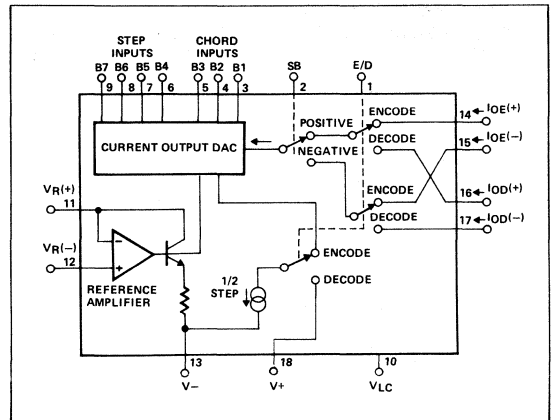 STEP INPUTS
CHORD INPUTS
B7 B6 B5 B4 B3 B2 B1 SB E/D
9 8 7 6 5 4 3 2 1
CURRENT OUTPUT DAC
POSITIVE
ENCODE
14 IOE(+)
NEGATIVE
DECODE
15 IOE(-)
ENCODE
16 IOD(+)
DECODE
17 IOD(-)
VR(+)
11
VR(-)
12
REFERENCE
AMPLIFIER
1/2
STEP
ENCODE
DECODE
13 18 10
V- V+ VLC